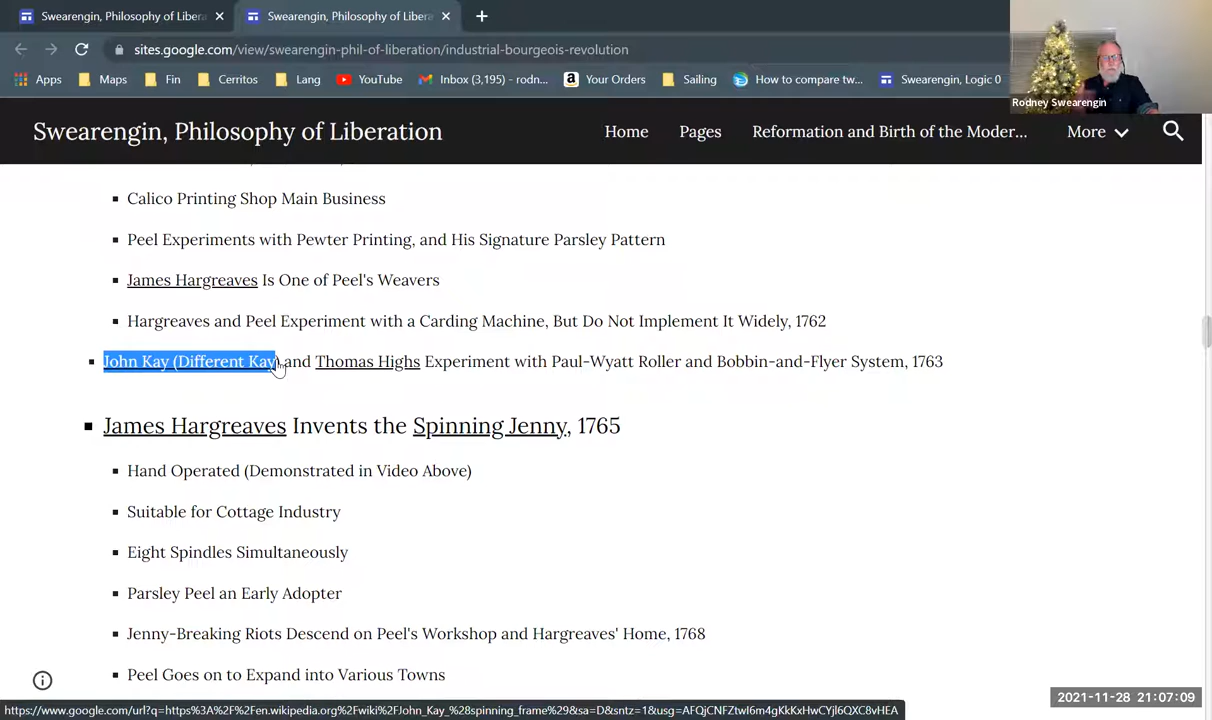 Swearengin, Philosophy of Libera
Swearengin, Philosophy of Libera
sites.google.com/view/swearengin-phil-of-liberation/industrial-bourgeois-revolution
Apps Maps Fin Cerritos Lang YouTube Inbox (3,195) - rodn... Your Orders Sailing How to compare tw... Swearengin, Logic 0
Rodney Swearengin
Swearengin, Philosophy of Liberation
Home Pages Reformation and Birth of the Moder... More
Calico Printing Shop Main Business
Peel Experiments with Pewter Printing, and His Signature Parsley Pattern
James Hargreaves Is One of Peel's Weavers
Hargreaves and Peel Experiment with a Carding Machine, But Do Not Implement It Widely, 1762
John Kay (Different Kay) and Thomas Highs Experiment with Paul-Wyatt Roller and Bobbin-and-Flyer System, 1763
James Hargreaves Invents the Spinning Jenny, 1765
Hand Operated (Demonstrated in Video Above)
Suitable for Cottage Industry
Eight Spindles Simultaneously
Parsley Peel an Early Adopter
Jenny-Breaking Riots Descend on Peel's Workshop and Hargreaves' Home, 1768
Peel Goes on to Expand into Various Towns
2021-11-28 21:07:09
https://www.google.com/url?q=https%3A%2F%2Fen.wikipedia.org%2Fwiki%2FJohn_Kay_%28spinning_frame%29&sa=D&sntz=1&usg=AFQjCNFZtwI6m4gKkKxHwCYjl6QXC8vHEA